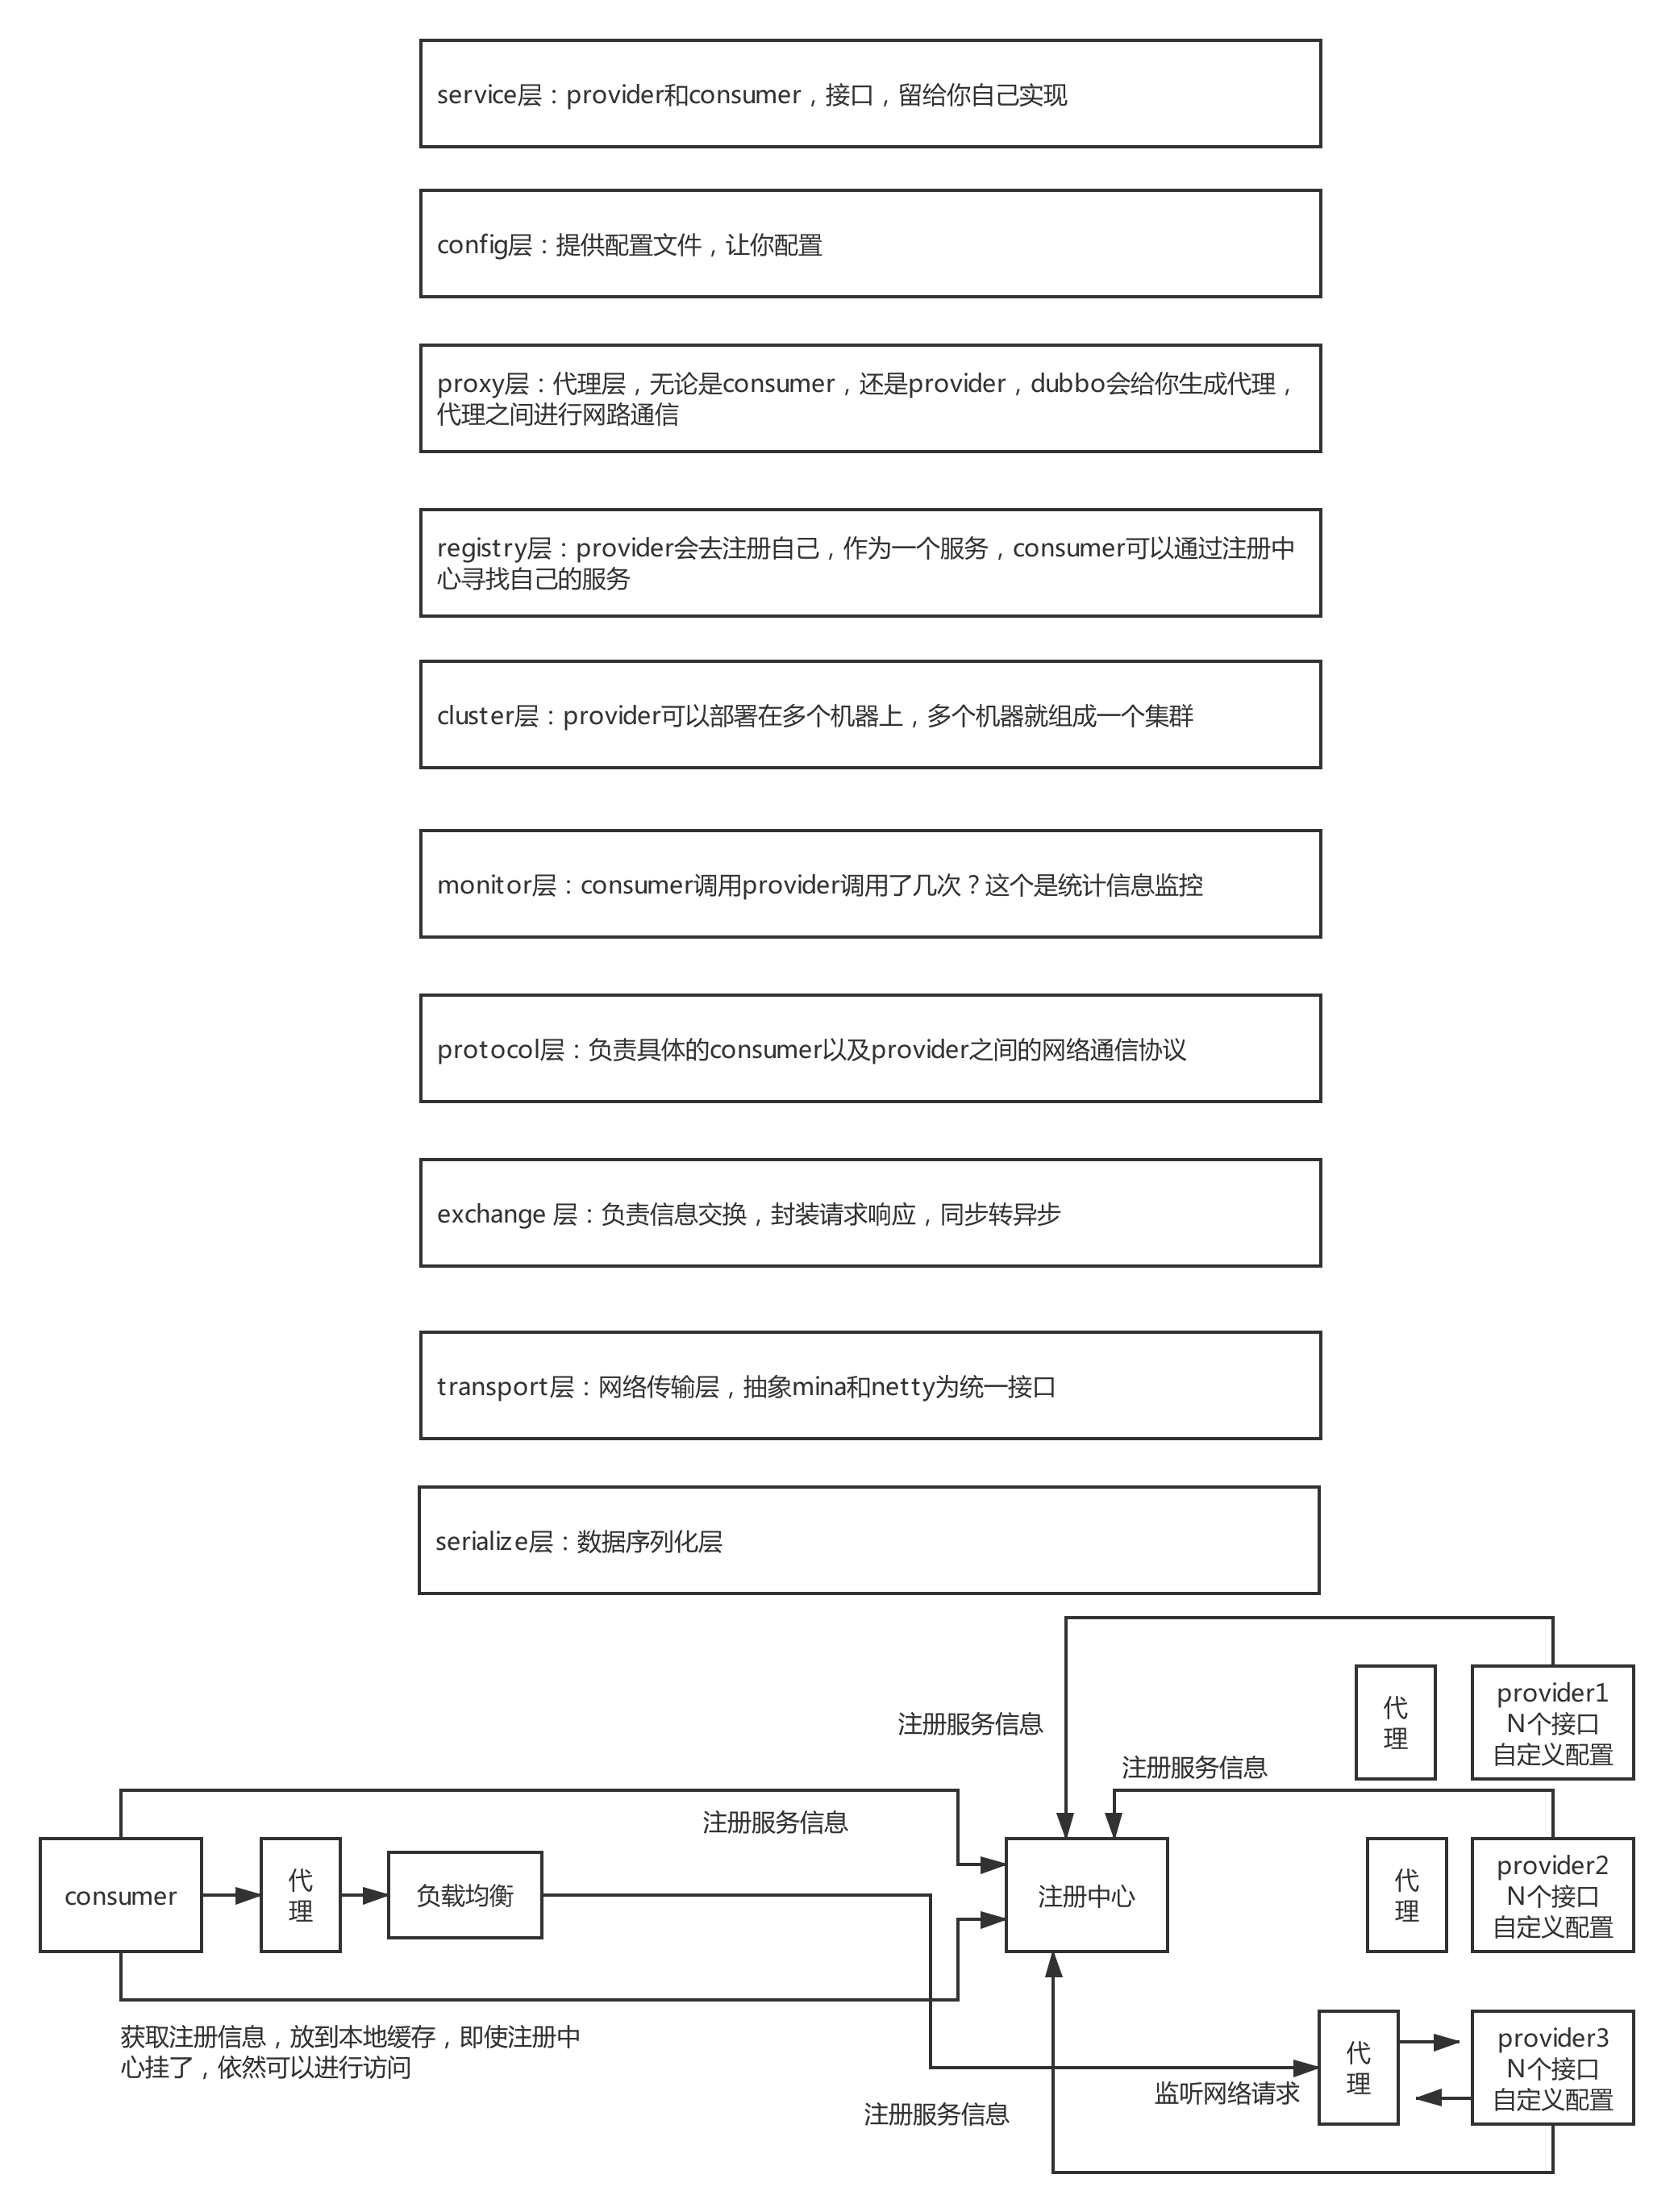 service层：provider和consumer，接口，留给你自己实现
config层：提供配置文件，让你配置
proxy层：代理层，无论是consumer，还是provider，dubbo会给你生成代理，
代理之间进行网路通信
registry层：provider会去注册自己，作为一个服务，consumer可以通过注册中
心寻找自己的服务
cluster层：provider可以部署在多个机器上，多个机器就组成一个集群
monitor层：consumer调用provider调用了几次？这个是统计信息监控
protocol层：负责具体的consumer以及provider之间的网络通信协议
exchange 层：负责信息交换，封装请求响应，同步转异步
transport层：网络传输层，抽象mina和netty为统一接口
serialize层：数据序列化层
代
理
provider1
N个接口
自定义配置
注册服务信息
注册服务信息
注册服务信息
consumer
代
理
负载均衡
注册中心
代
理
provider2
N个接口
自定义配置
获取注册信息，放到本地缓存，即使注册中
心挂了，依然可以进行访问
注册服务信息
监听网络请求
代
理
provider3
N个接口
自定义配置